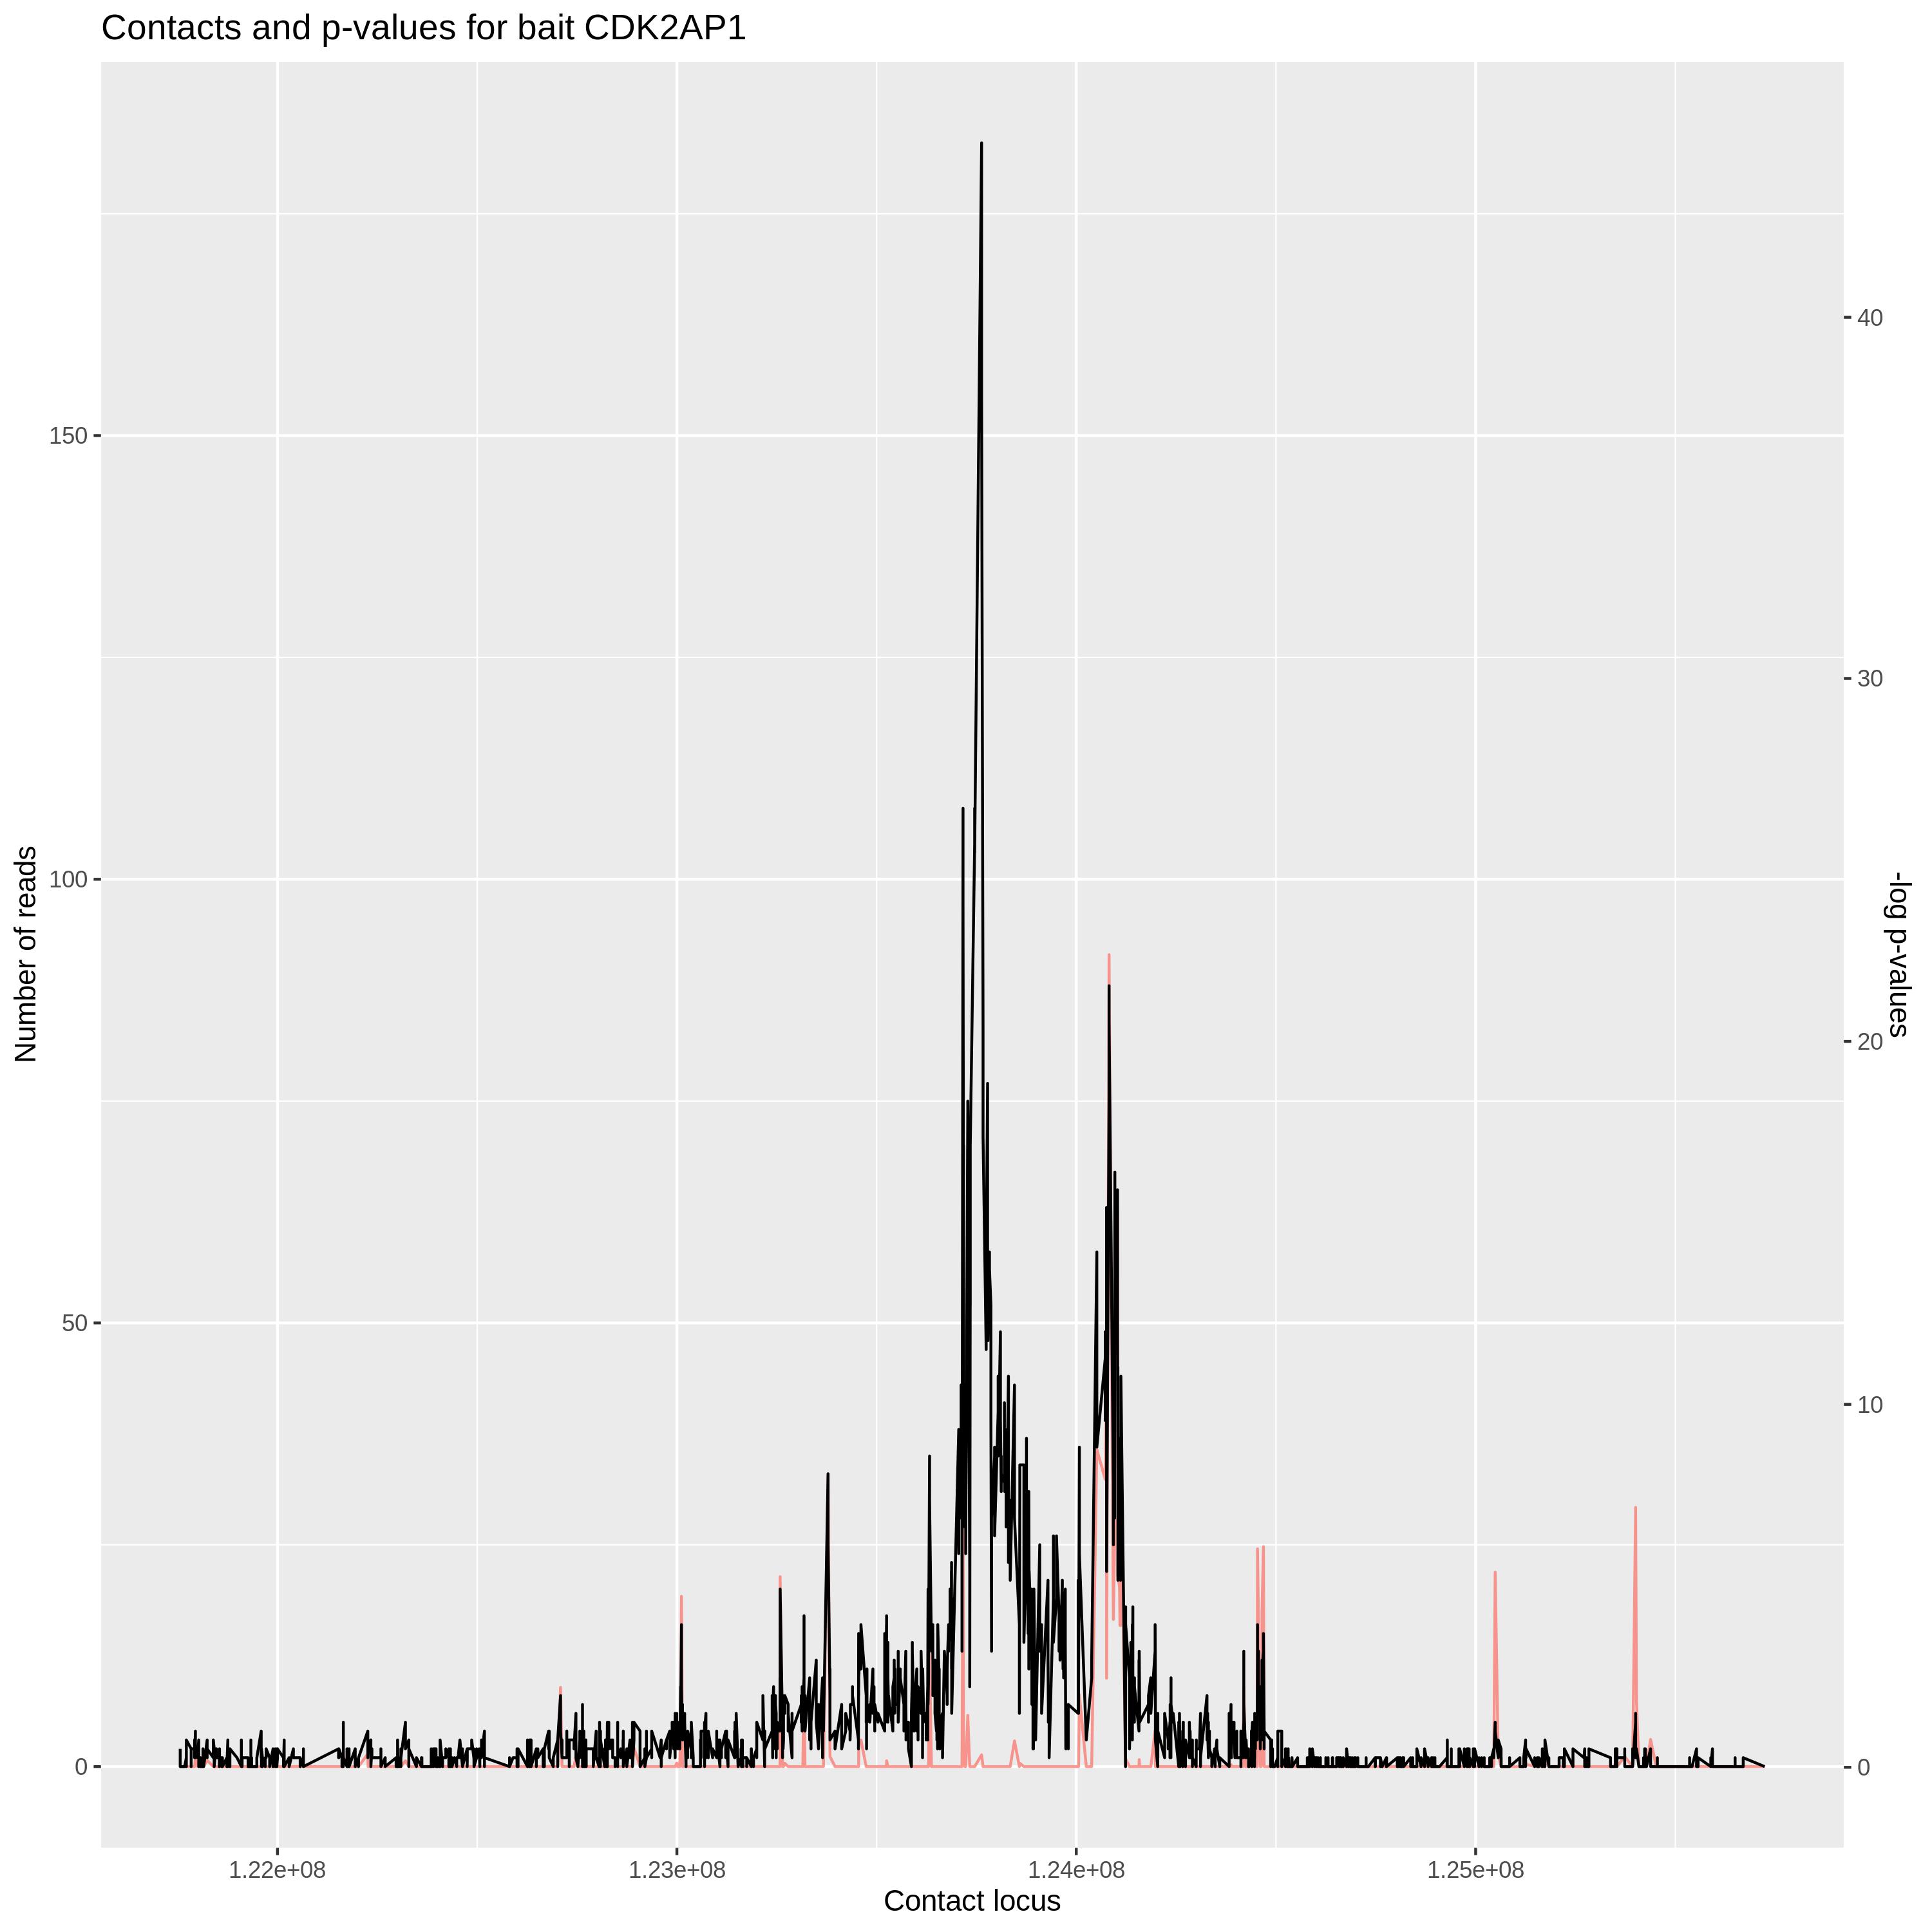 Contacts and p-values for bait CDK2AP1
Number of reads
150
100
50
0
40
30
20
10
0
-log p-values
1.22e+08
1.23e+08
1.24e+08
1.25e+08
Contact locus